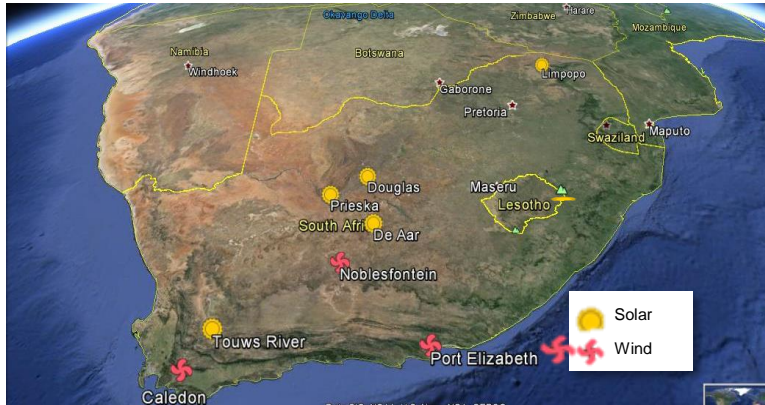 Okavango Delta
Zimbabwe
Harare
Mozambique
Namibia
Botswana
Windhoek
Limpopo
Gaborone
Pretoria
Swaziland
Maputo
Douglas
Maseru
Prieska
Lesotho
South Afri
De Aar
Noblesfontein
Solar
Touws River
Wind
Port Elizabeth
Caledon